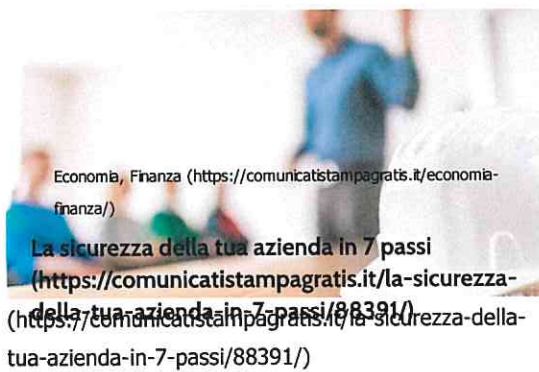 Economia, Finanza (https://comunicatistampagratis.it/economia-
finanza/)
La sicurezza della tua azienda in 7 passi
(https://comunicatistampagratis.it/la-sicurezza-
della-tua-azienda-in-7-passi/88391/)
(https://comunicatistampagratis.it/la-sicurezza-della-
tua-azienda-in-7-passi/88391/)